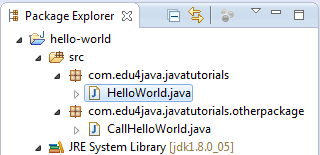 Package Explorer
hello-world
src
com.edu4java.javatutorials
HelloWorld.java
com.edu4java.javatutorials.otherpackage
CallHelloWorld.java
JRE System Library [jdk1.8.0_05]